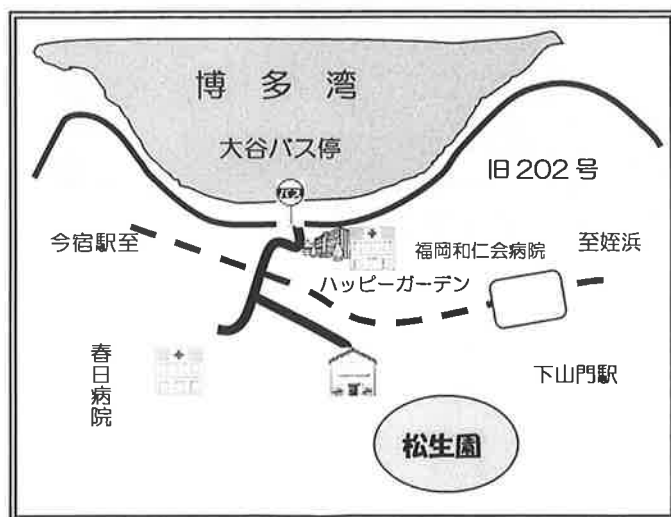 博多湾
大谷バス停
バス
旧202号
今宿駅至
福岡和仁会病院
至姪浜
ハッピーガーデン
春日病院
下山門駅
松生園